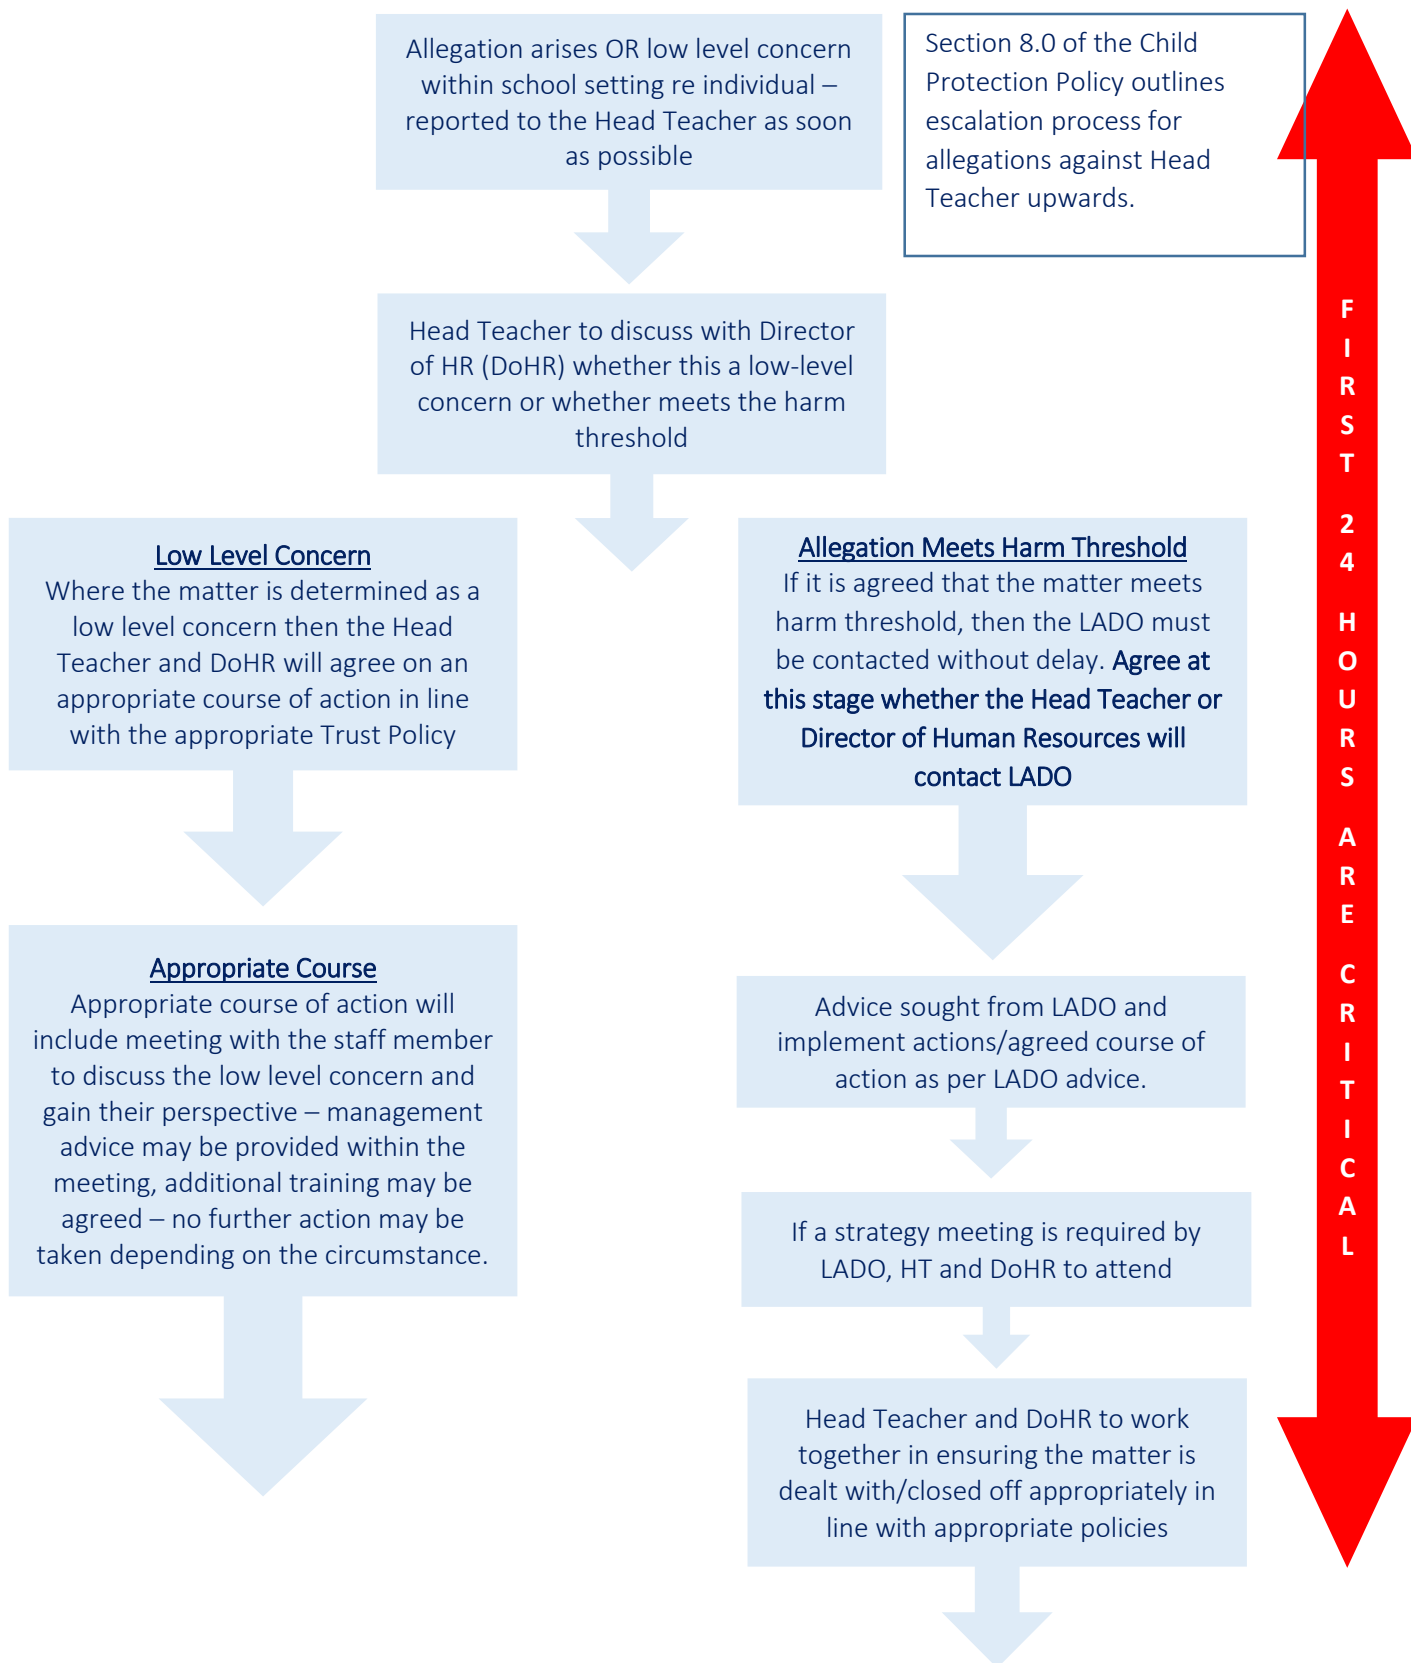 Allegation arises OR low level concern
within school setting re individual –
reported to the Head Teacher as soon
as possible
Section 8.0 of the Child
Protection Policy outlines
escalation process for
allegations against Head
Teacher upwards.
Head Teacher to discuss with Director
of HR (DoHR) whether this a low-level
concern or whether meets the harm
threshold
Low Level Concern
Where the matter is determined as a
low level concern then the Head
Teacher and DoHR will agree on an
appropriate course of action in line
with the appropriate Trust Policy
Allegation Meets Harm Threshold
If it is agreed that the matter meets
harm threshold, then the LADO must
be contacted without delay. Agree at
this stage whether the Head Teacher or
Director of Human Resources will
contact LADO
Appropriate Course
Appropriate course of action will
include meeting with the staff member
to discuss the low level concern and
gain their perspective – management
advice may be provided within the
meeting, additional training may be
agreed – no further action may be
taken depending on the circumstance.
Advice sought from LADO and
implement actions/agreed course of
action as per LADO advice.
If a strategy meeting is required by
LADO, HT and DoHR to attend
Head Teacher and DoHR to work
together in ensuring the matter is
dealt with/closed off appropriately in
line with appropriate policies
FIRST 24 HOURS ARE CRITICAL